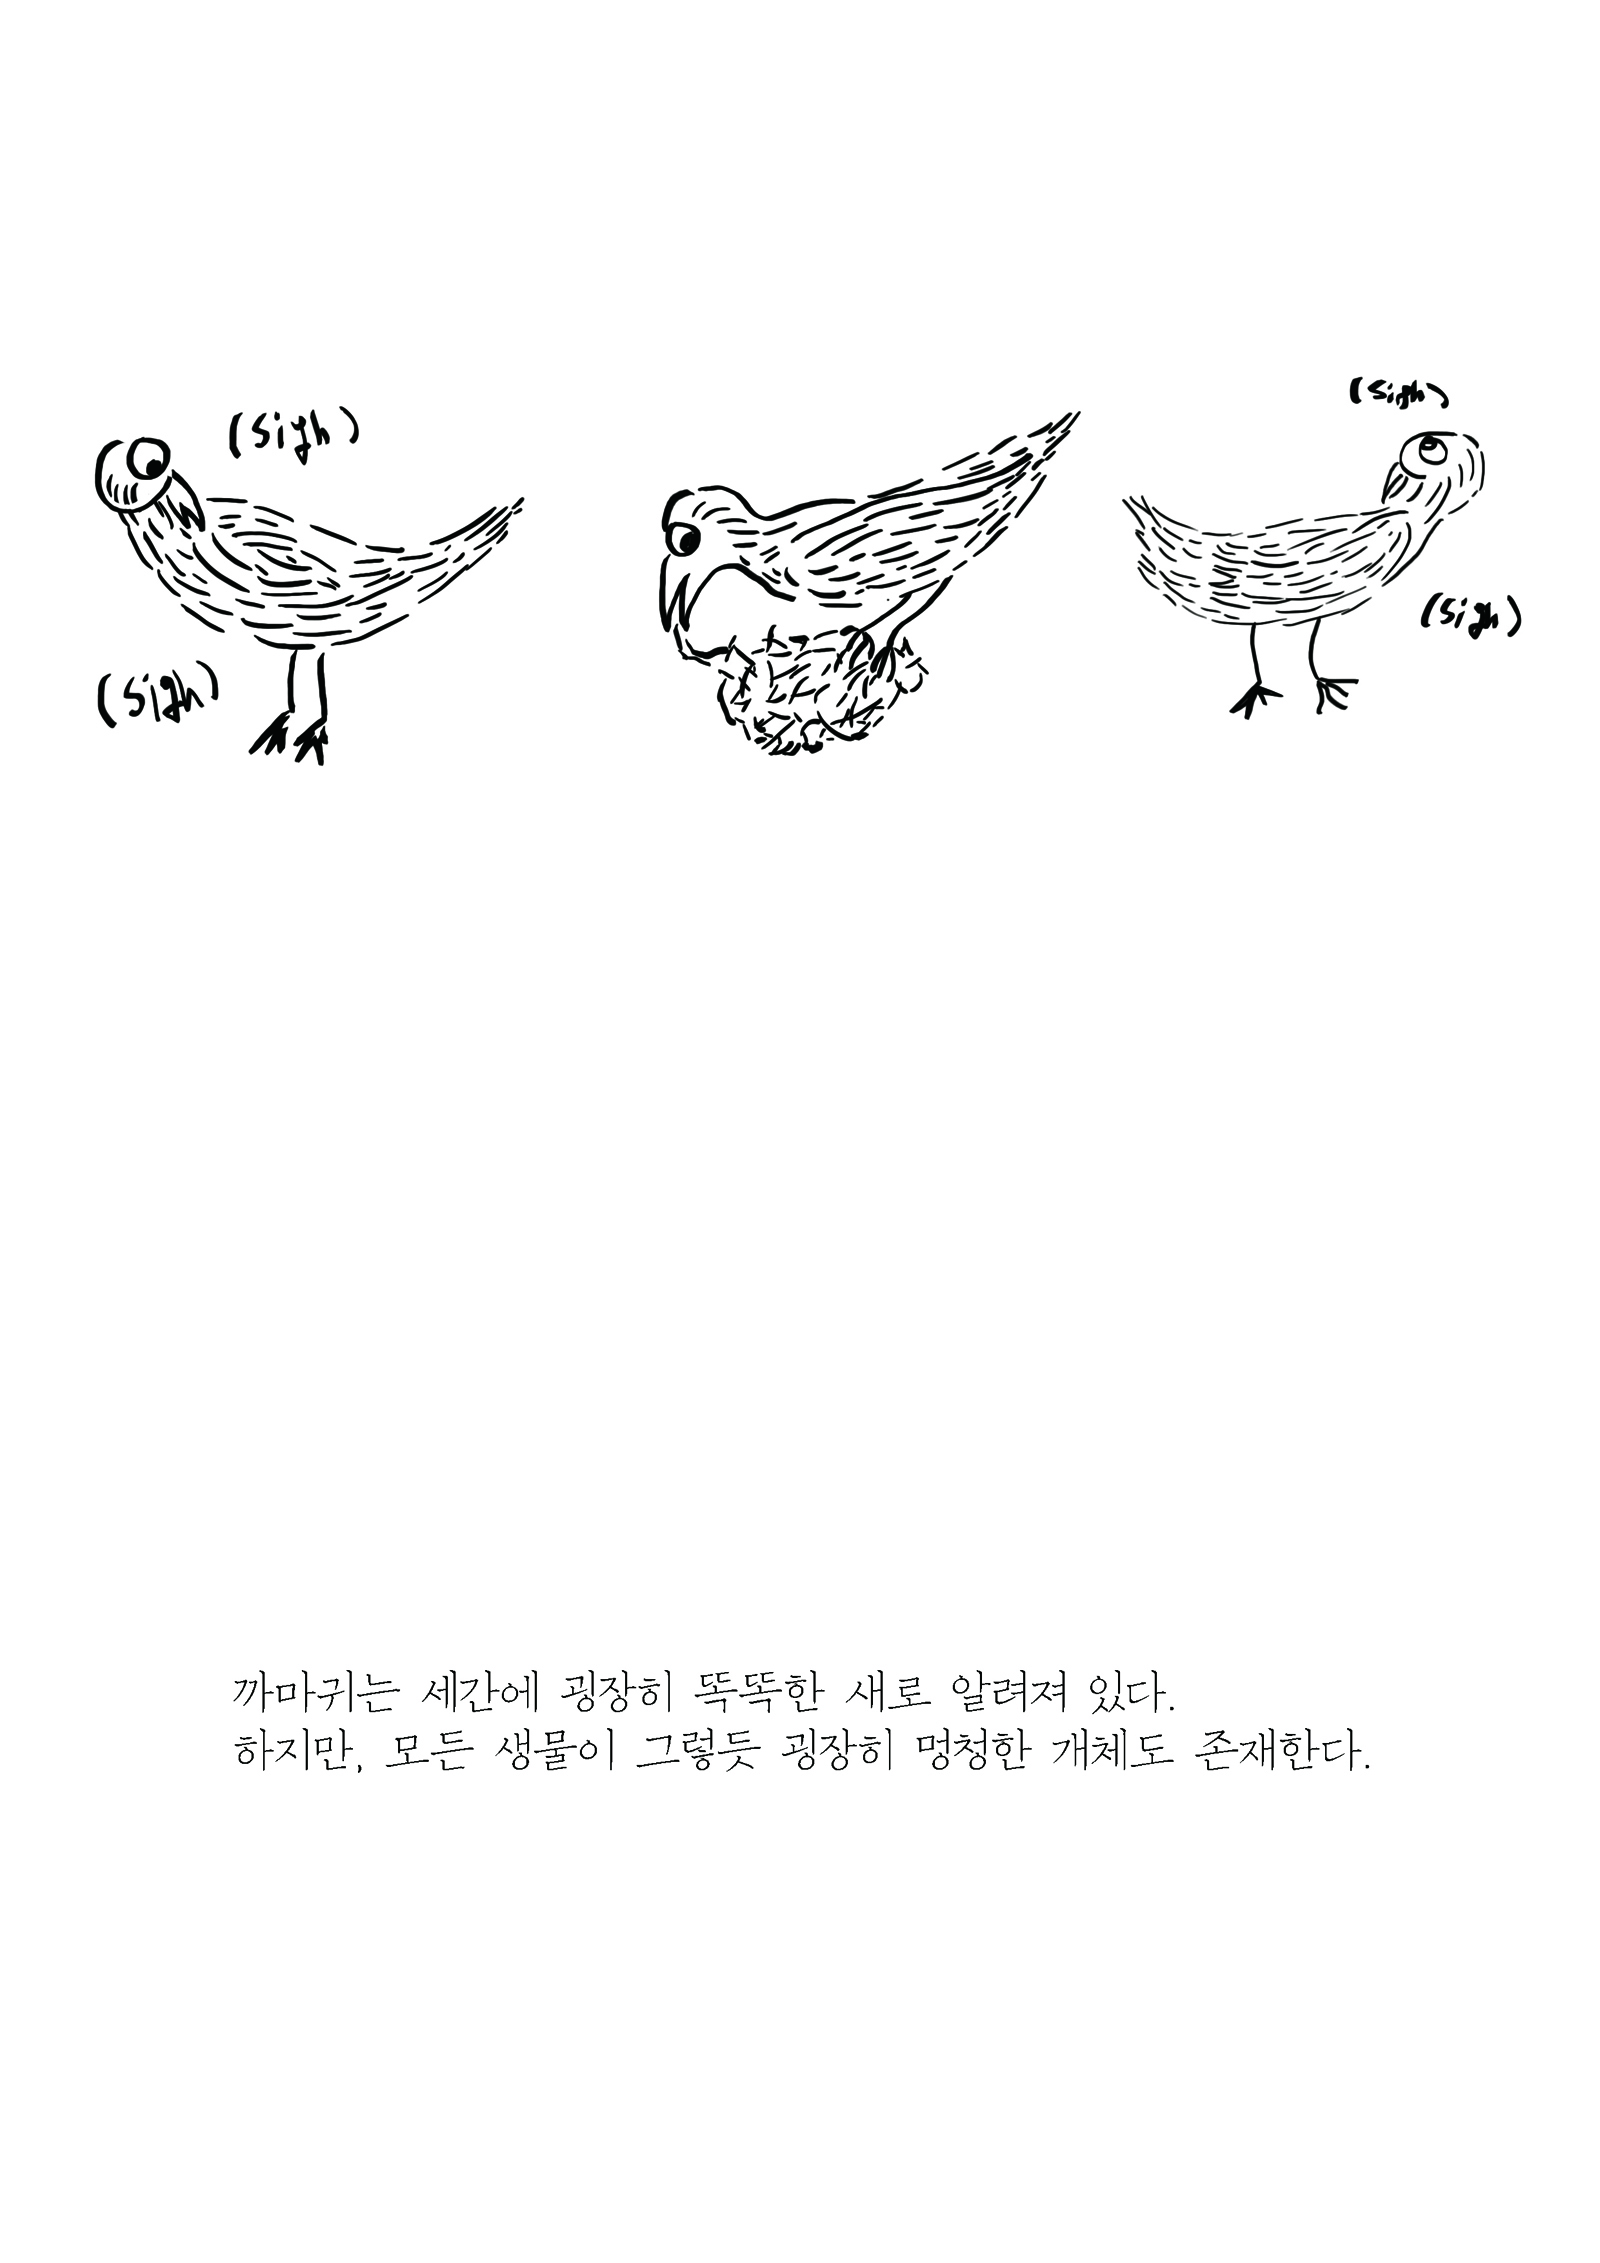 (sigh)
(sigh)
(sigh)
(sigh)
까마귀는 세간에 굉장히 똑똑한 새로 알려져 있다.
하지만, 모든 생물이 그렇듯 굉장히 멍청한 개체도 존재한다.